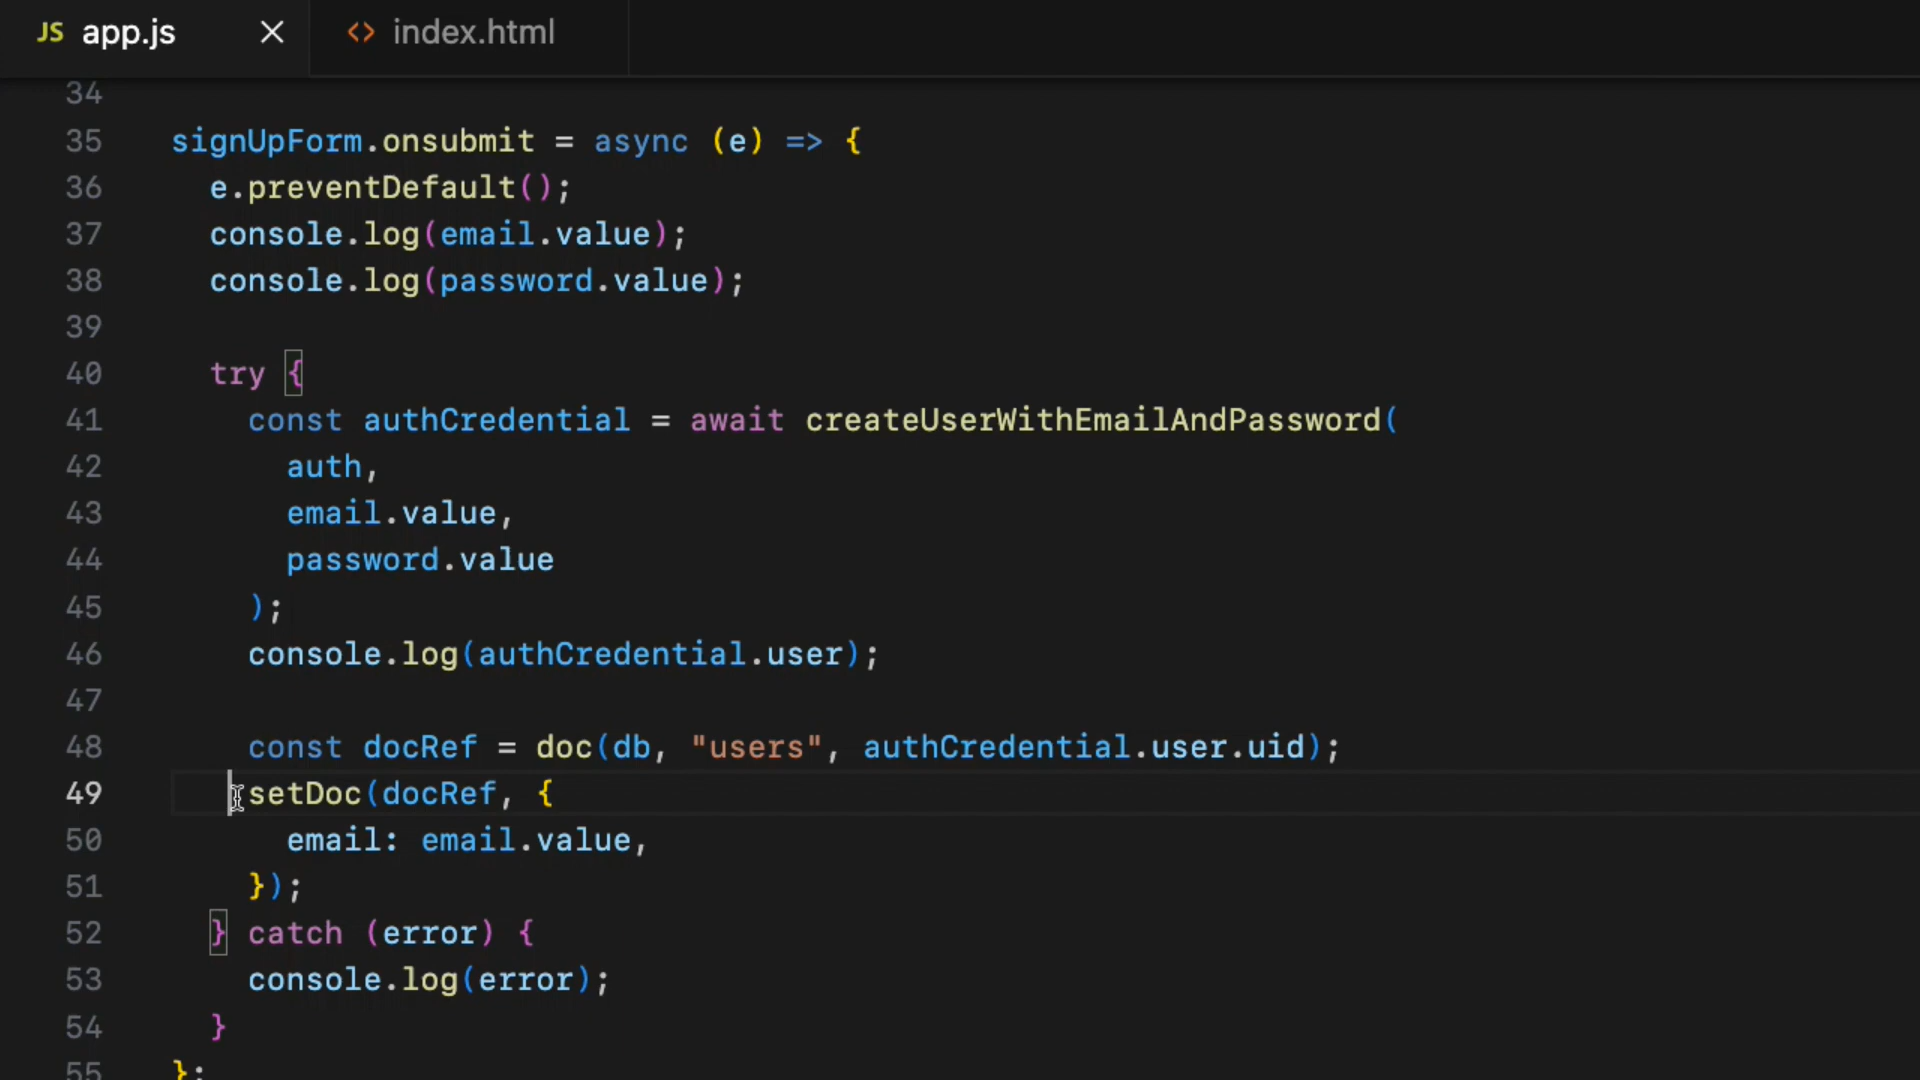 JS app.js × <> index.html
34
35 signUpForm.onsubmit = async (e) => {
36 e.preventDefault();
37 console.log(email.value);
38 console.log(password.value);
39
40 try {
41 const authCredential = await createUserWithEmailAndPassword(
42 auth,
43 email.value,
44 password.value
45 );
46 console.log(authCredential.user);
47
48 const docRef = doc(db, "users", authCredential.user.uid);
49 setDoc(docRef, {
50 email: email.value,
51 });
52 } catch (error) {
53 console.log(error);
54 }
55 };